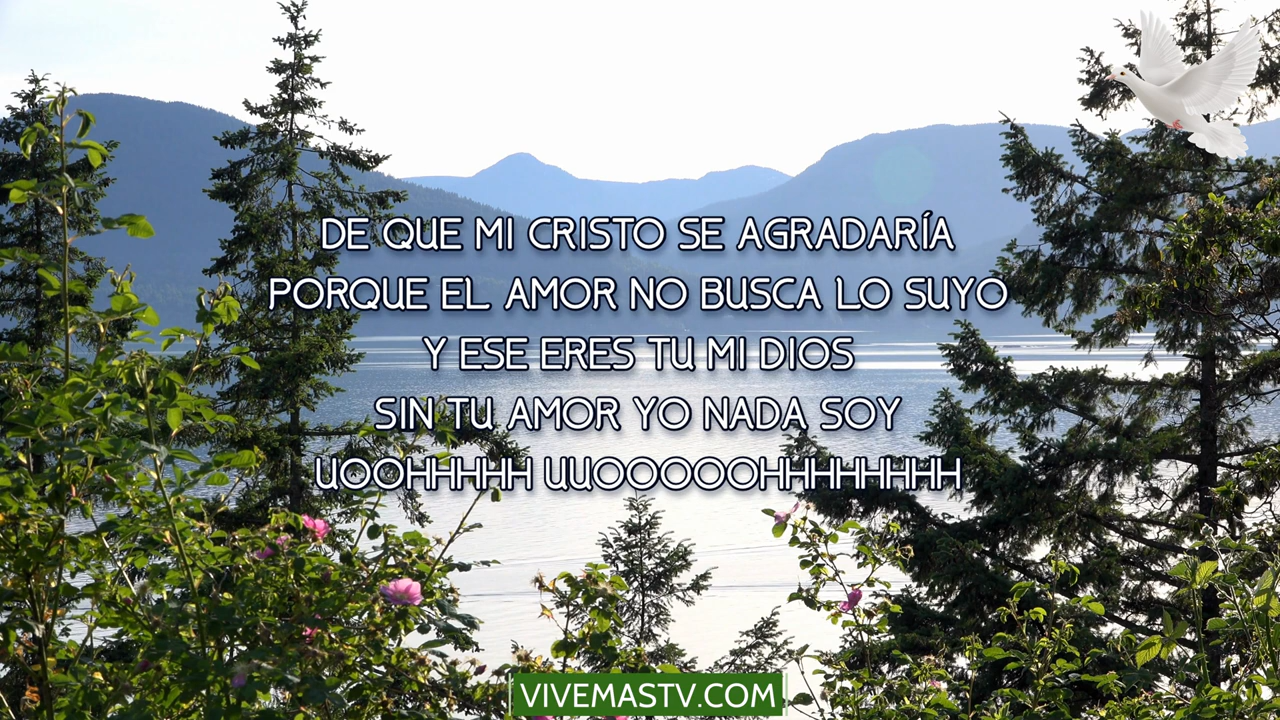 DE QUE MI CRISTO SE AGRADARÍA
PORQUE EL AMOR NO BUSCA LO SUYO
Y ESE ERES TU MI DIOS
SIN TU AMOR YO NADA SOY
UOOHHHHH UUOOOOOHHHHHHHH
VIVEMASTV.COM